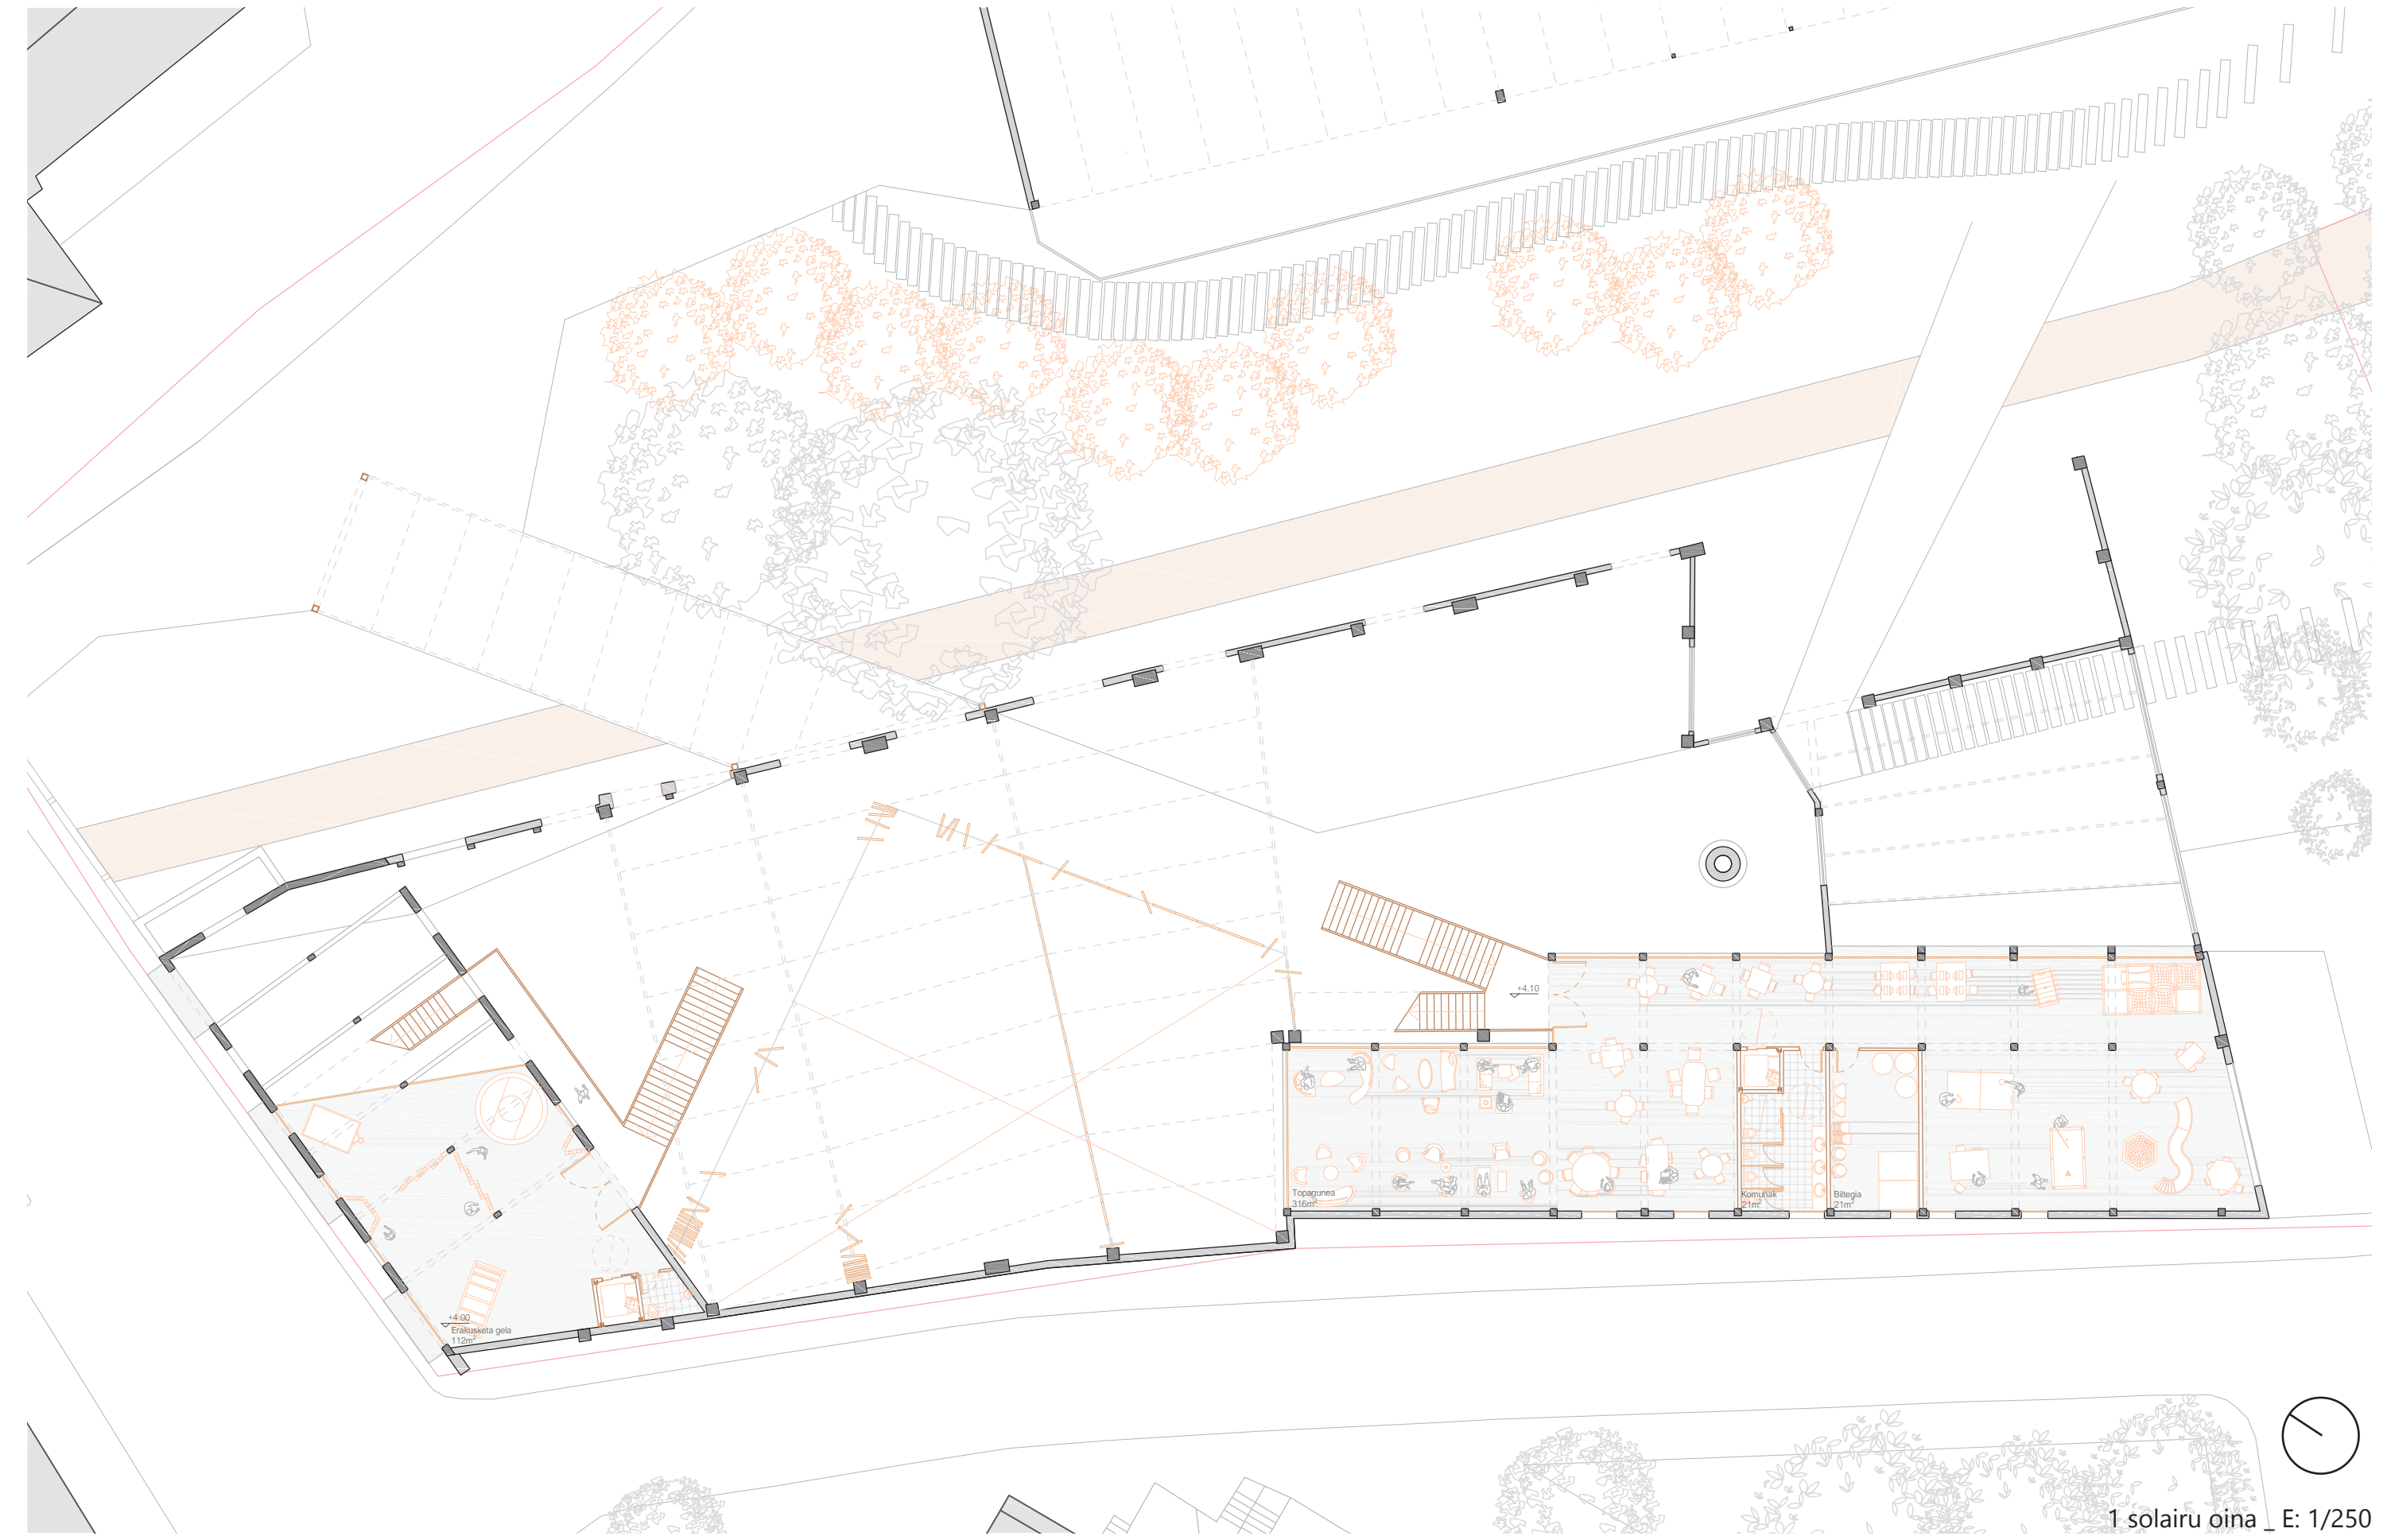 +4.10
Topagunea
316m²
Komunak
21m²
Biltegia
21m²
+4.00
Erakusketa gela
112m²
1 solairu oina _ E: 1/250